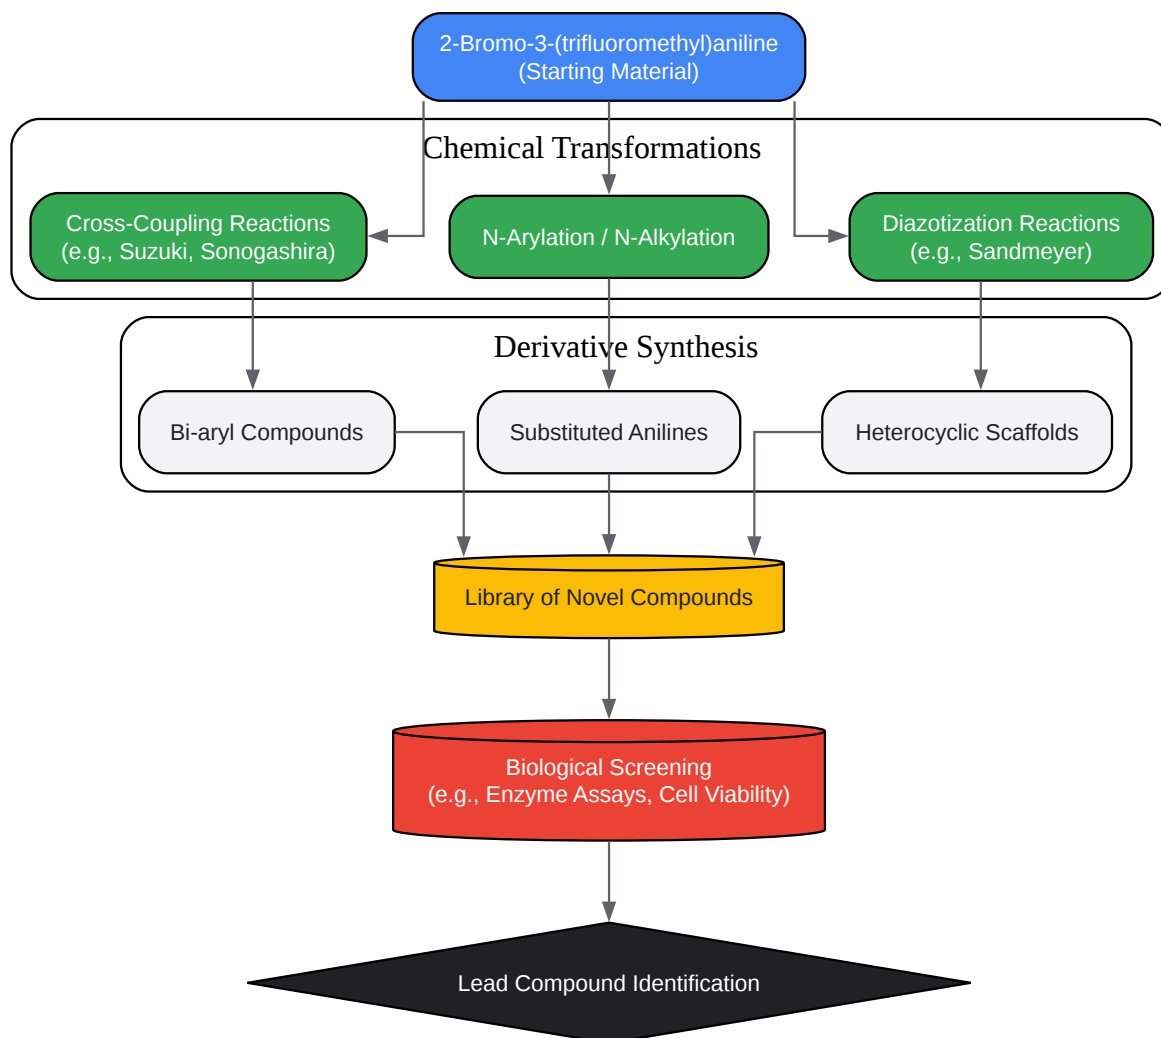 2-Bromo-3-(trifluoromethyl)aniline
(Starting Material)
Chemical Transformations
Cross-Coupling Reactions
(e.g., Suzuki, Sonogashira)
N-Arylation / N-Alkylation
Diazotization Reactions
(e.g., Sandmeyer)
Derivative Synthesis
Bi-aryl Compounds
Substituted Anilines
Heterocyclic Scaffolds
Library of Novel Compounds
Biological Screening
(e.g., Enzyme Assays, Cell Viability)
Lead Compound Identification